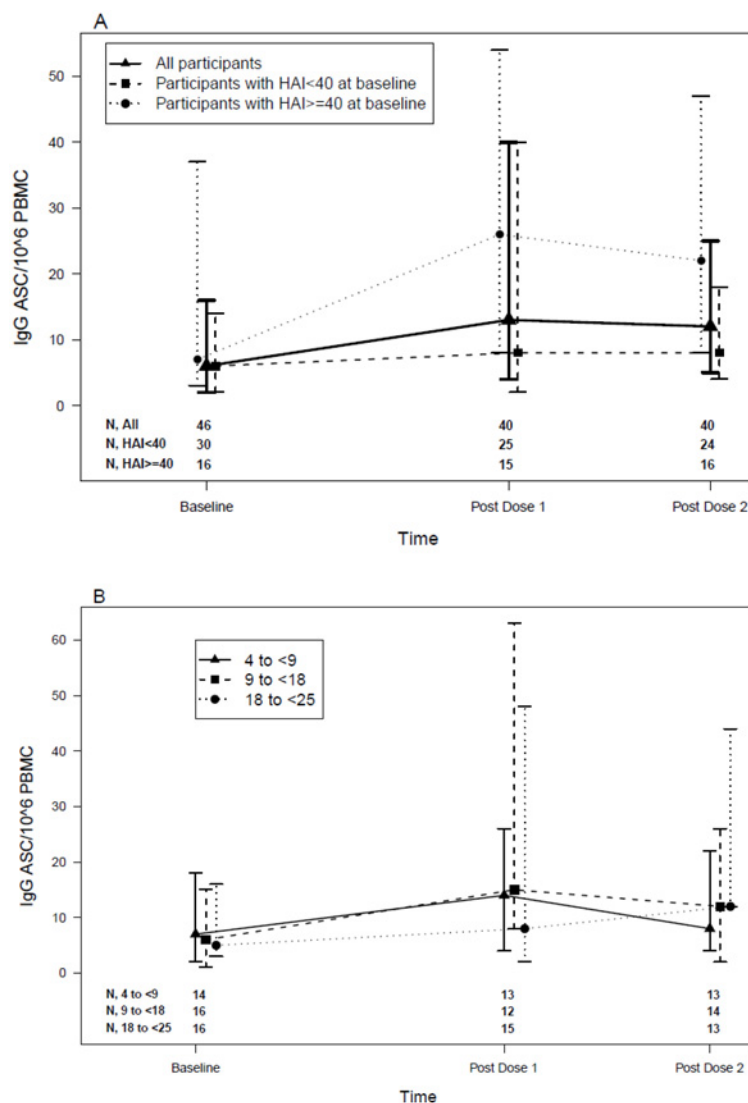 A
All participants
Participants with HAI<40 at baseline
Participants with HAI>=40 at baseline
IgG ASC/10^6 PBMC
50
40
30
20
10
0
N, All 46 40 40
N, HAI<40 30 25 24
N, HAI>=40 16 15 16
Baseline Post Dose 1 Post Dose 2
Time
B
4 to <9
9 to <18
18 to <25
IgG ASC/10^6 PBMC
60
50
40
30
20
10
0
N, 4 to <9 14 13 13
N, 9 to <18 16 12 14
N, 18 to <25 16 15 13
Baseline Post Dose 1 Post Dose 2
Time